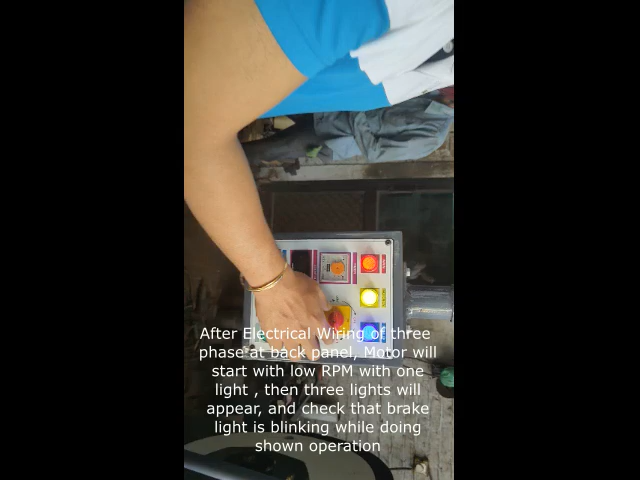 After Electrical Wiring of three
phase at back panel, Motor will
start with low RPM with one
light , then three lights will
appear, and check that brake
light is blinking while doing
shown operation